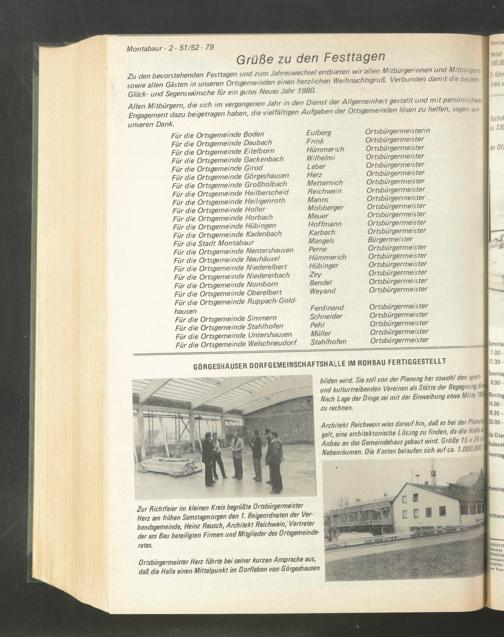 Montabaur - 2 - 51/52 - 79
Grüße zu den Festtagen
Zu den bevorstehenden Festtagen und zum Jahreswechsel entbieten wir allen Mitbürgerinnen und Mitbürgern
sowie allen Gästen in unseren Ortsgemeinden einen herzlichen Weihnachtsgruß. Verbunden damit die besten
Glück- und Segenswünsche für ein gutes Neues Jahr 1980.
Allen Mitbürgern, die sich im vergangenen Jahr in den Dienst der Allgemeinheit gestellt und mit persönlichem
Engagement dazu beigetragen haben, die vielfältigen Aufgaben der Ortsgemeinden lösen zu helfen, sagen wir
unseren Dank.
Für die Ortsgemeinde Boden Eulberg Ortsbürgermeisterin
Für die Ortsgemeinde Daubach Frink Ortsbürgermeister
Für die Ortsgemeinde Eitelborn Hümmerich Ortsbürgermeister
Für die Ortsgemeinde Gackenbach Wilhelmi Ortsbürgermeister
Für die Ortsgemeinde Girod Leber Ortsbürgermeister
Für die Ortsgemeinde Görgeshausen Herz Ortsbürgermeister
Für die Ortsgemeinde Großholbach Metternich Ortsbürgermeister
Für die Ortsgemeinde Heilberscheid Reichwein Ortsbürgermeister
Für die Ortsgemeinde Heiligenroth Manns Ortsbürgermeister
Für die Ortsgemeinde Holler Molsberger Ortsbürgermeister
Für die Ortsgemeinde Horbach Meuer Ortsbürgermeister
Für die Ortsgemeinde Hübingen Hoffmann Ortsbürgermeister
Für die Ortsgemeinde Kadenbach Karbach Ortsbürgermeister
Für die Stadt Montabaur Mangels Bürgermeister
Für die Ortsgemeinde Nentershausen Perne Ortsbürgermeister
Für die Ortsgemeinde Neuhäusel Hümmerich Ortsbürgermeister
Für die Ortsgemeinde Niederelbert Hübinger Ortsbürgermeister
Für die Ortsgemeinde Niedererbach Zey Ortsbürgermeister
Für die Ortsgemeinde Nomborn Bendel Ortsbürgermeister
Für die Ortsgemeinde Oberelbert Weyand Ortsbürgermeister
Für die Ortsgemeinde Ruppach-Gold-
hausen Ferdinand Ortsbürgermeister
Für die Ortsgemeinde Simmern Schneider Ortsbürgermeister
Für die Ortsgemeinde Stahlhofen Pehl Ortsbürgermeister
Für die Ortsgemeinde Untershausen Müller Ortsbürgermeister
Für die Ortsgemeinde Welschneudorf Stahlhofen Ortsbürgermeister
GÖRGESHÄUSER DORFGEMEINSCHAFTSHALLE IM ROHBAU FERTIGGESTELLT
Zur Richtfeier im kleinen Kreis begrüßte Ortsbürgermeister
Herz am frühen Samstagmorgen den 1. Beigeordneten der Ver-
bandsgemeinde, Heinz Reusch, Architekt Reichwein, Vertreter
der am Bau beteiligten Firmen und Mitglieder des Ortsgemeinde-
rates.
Ortsbürgermeister Herz führte bei seiner kurzen Ansprache aus,
daß die Halle einen Mittelpunkt im Dorfleben von Görgeshausen
bilden wird. Sie soll von der Planung her sowohl den sport-
und kulturtreibenden Vereinen als Stätte der Begegnung
Nach Lage der Dinge sei mit der Einweihung etwa Mitte
zu rechnen.
Architekt Reichwein wies darauf hin, daß es bei der
galt, eine architektonische Lösung zu finden, da die Halle
Anbau an das Gemeindehaus gebaut wird. Größe 15 x 24
Nebenräumen. Die Kosten belaufen sich auf ca. 1.000.000,